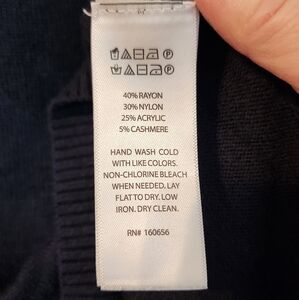 40% RAYON
30% NYLON
25% ACRYLIC
5% CASHMERE
HAND WASH COLD
WITH LIKE COLORS.
NON-CHLORINE BLEACH
WHEN NEEDED. LAY
FLAT TO DRY. LOW
IRON. DRY CLEAN.
RN# 160656